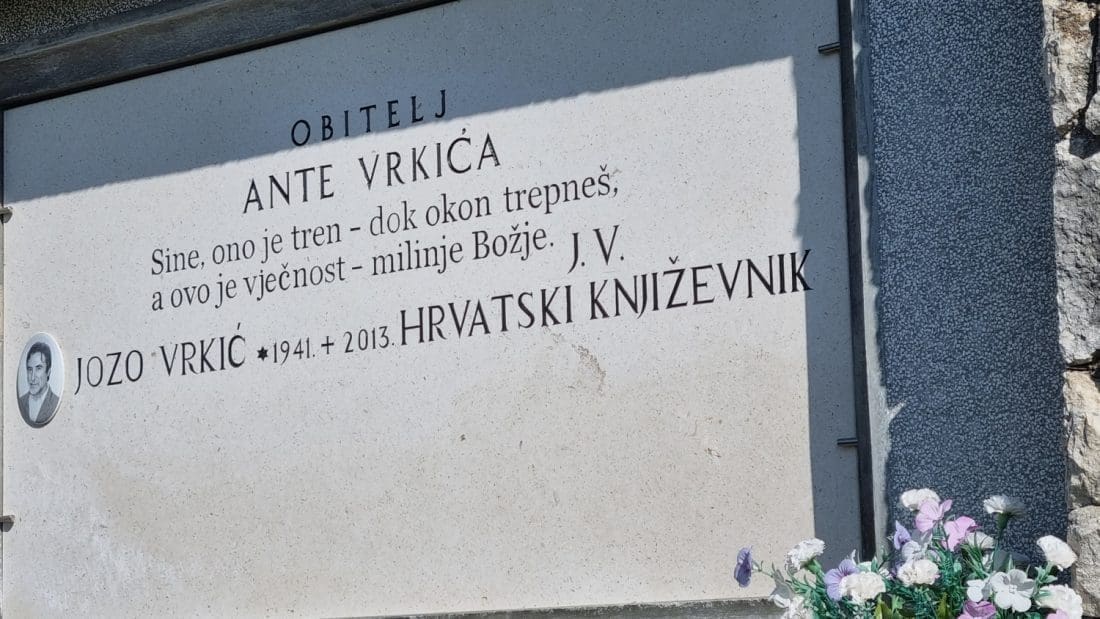 OBITELJ
ANTE VRKIĆA
Sine, ono je tren - dok okon trepneš,
a ovo je vječnost - milinje Božje. J. V.
JOZO VRKIĆ *1941. + 2013. HRVATSKI KNJIŽEVNIK